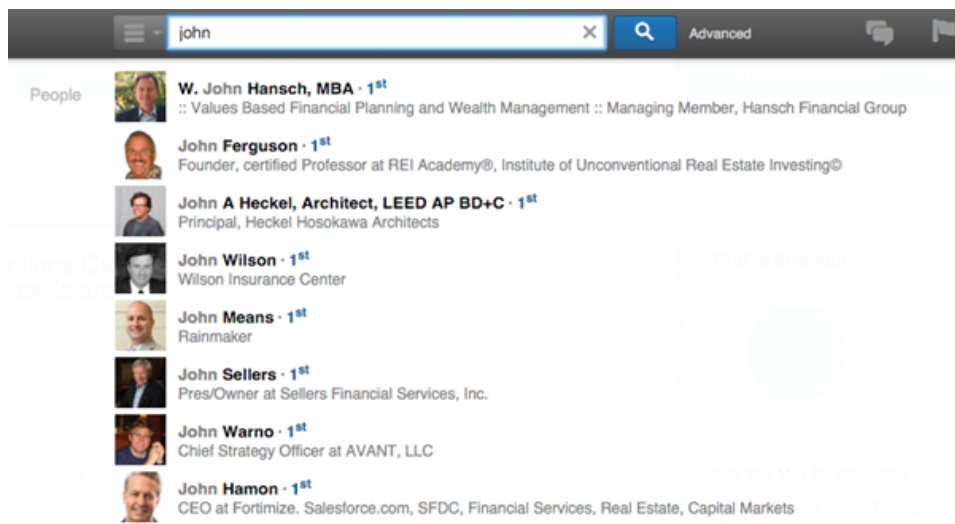 john
Advanced
People
W. John Hansch, MBA · 1st
:: Values Based Financial Planning and Wealth Management :: Managing Member, Hansch Financial Group
John Ferguson · 1st
Founder, certified Professor at REI Academy®, Institute of Unconventional Real Estate Investing©
John A Heckel, Architect, LEED AP BD+C · 1st
Principal, Heckel Hosokawa Architects
John Wilson · 1st
Wilson Insurance Center
Profile Strength
John Means · 1st
Rainmaker
John Sellers · 1st
Pres/Owner at Sellers Financial Services, Inc.
John Warno · 1st
Chief Strategy Officer at AVANT, LLC
John Hamon · 1st
CEO at Fortimize. Salesforce.com, SFDC, Financial Services, Real Estate, Capital Markets